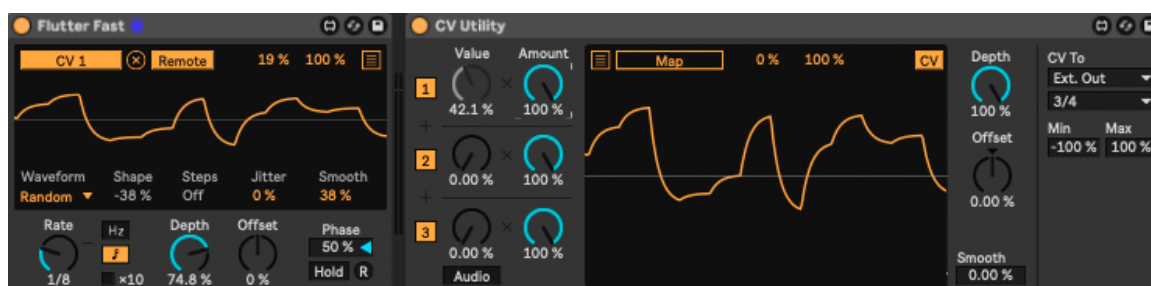 Flutter Fast
CV 1 Remote 19 % 100 %
Waveform Shape Steps Jitter Smooth
Random -38 % Off 0 % 38 %
Rate Hz Depth Offset Phase
50 %
1/8 ×10 74.8 % 0 % Hold R
CV Utility
Value Amount
1 42.1 % × 100 %
+
2 0.00 % × 100 %
+
3 0.00 % × 100 %
Audio
Map 0 % 100 % CV
Depth
100 %
Offset
0.00 %
Smooth
0.00 %
CV To
Ext. Out
3/4
Min Max
-100 % 100 %